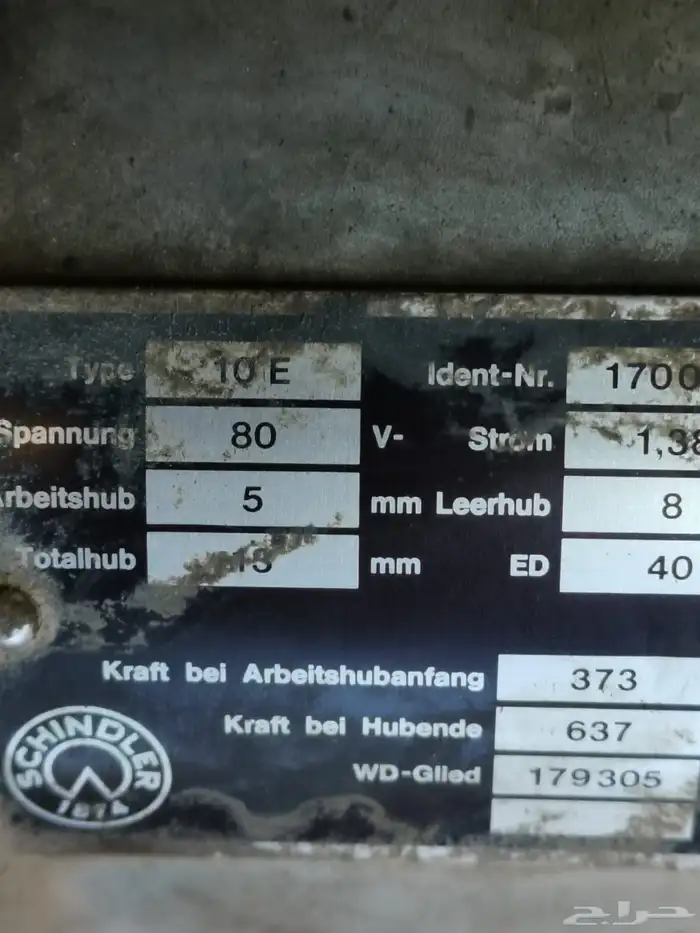 Type 10 E Ident-Nr. 1700
Spannung 80 V- Strom 1,38
Arbeitshub 5 mm Leerhub 8
Totalhub 15 mm ED 40
Kraft bei Arbeitshubanfang 373
Kraft bei Hubende 637
WD-Glied 179305
SCHINDLER
1874
حراج